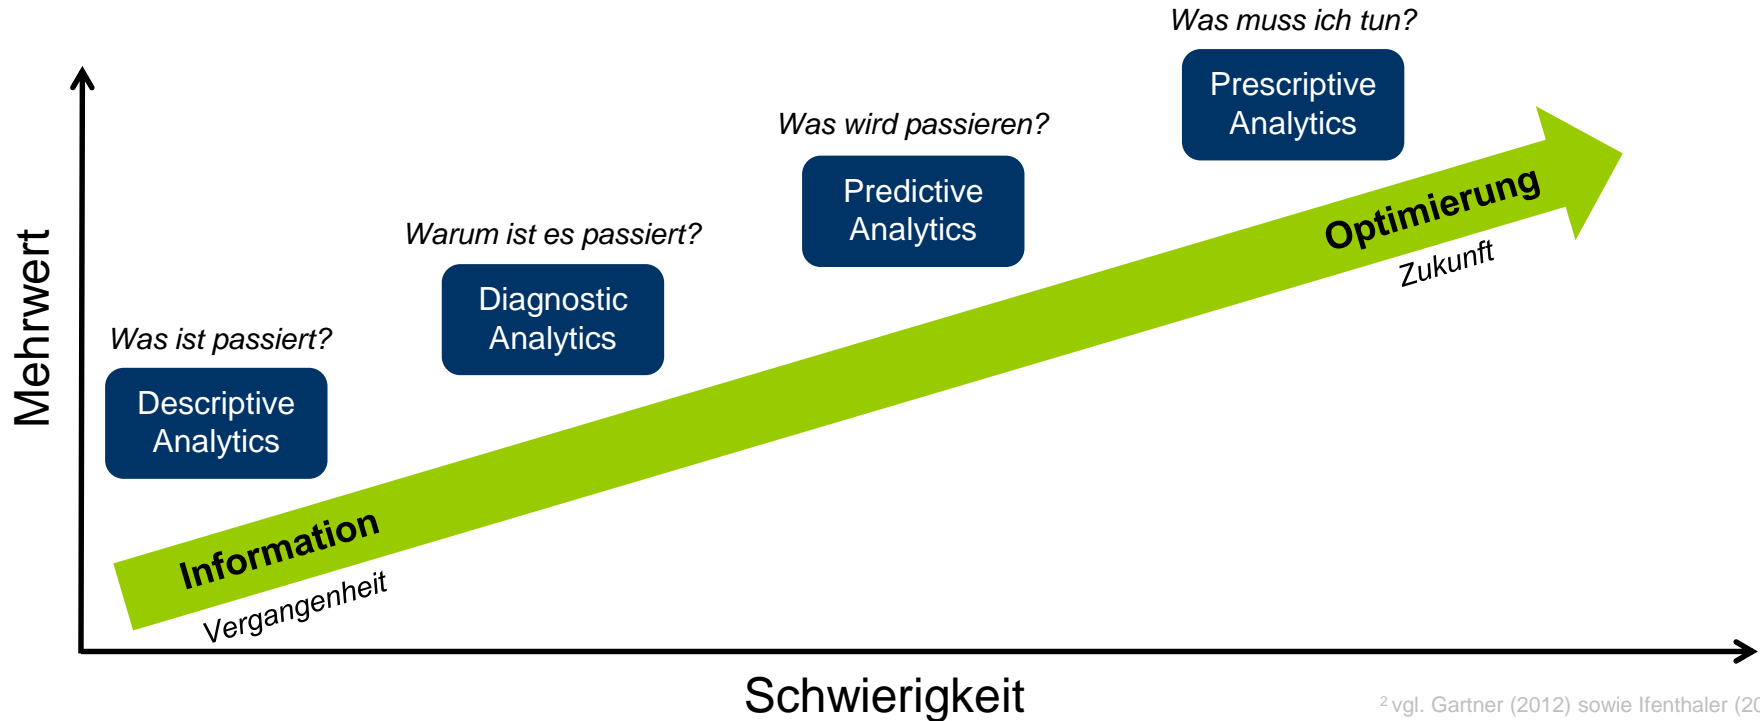 Was muss ich tun?
Prescriptive
Analytics
Was wird passieren?
Predictive
Analytics
Warum ist es passiert?
Diagnostic
Analytics
Was ist passiert?
Descriptive
Analytics
Optimierung
Zukunft
Information
Vergangenheit
Mehrwert
Schwierigkeit
² vgl. Gartner (2012) sowie Ifenthaler